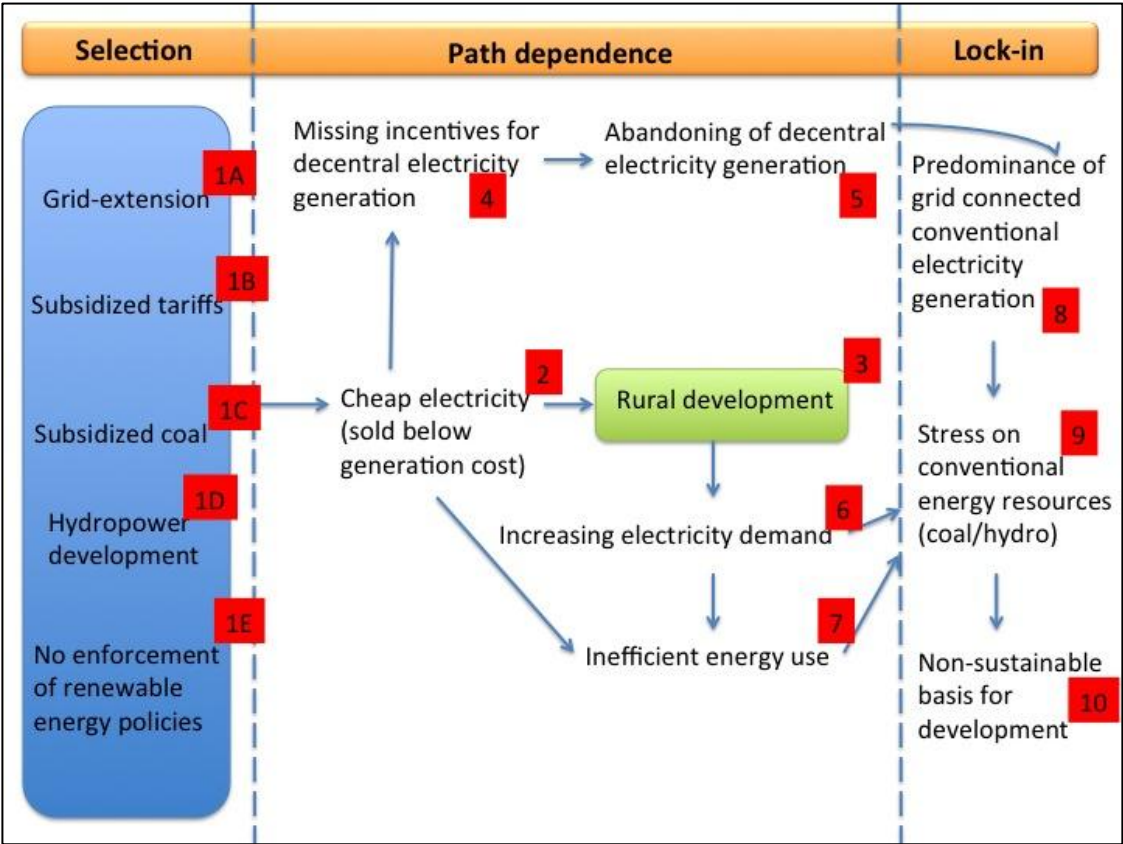 Selection
Path dependence
Lock-in
1A
Grid-extension
1B
Subsidized tariffs
1C
Subsidized coal
1D
Hydropower
development
1E
No enforcement
of renewable
energy policies
Missing incentives for
decentral electricity
generation
4
Abandoning of decentral
electricity generation
5
2
Cheap electricity
(sold below
generation cost)
3
Rural development
6
Increasing electricity demand
7
Inefficient energy use
Predominance of
grid connected
conventional
electricity
generation
8
Stress on
9
conventional
energy resources
(coal/hydro)
Non-sustainable
basis for
development
10